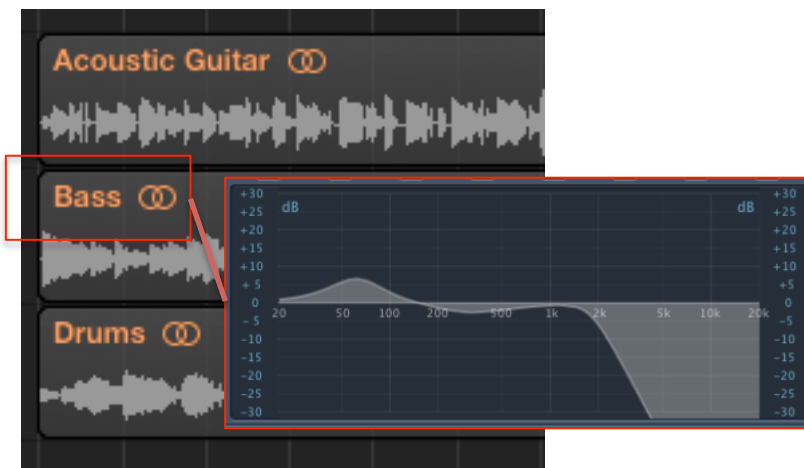 Acoustic Guitar
Bass
Drums
+30 +30
+25 dB dB +25
+20 +20
+15 +15
+10 +10
+ 5 + 5
0 0
20 50 100 200 500 1k 2k 5k 10k 20k
- 5 - 5
-10 -10
-15 -15
-20 -20
-25 -25
-30 -30